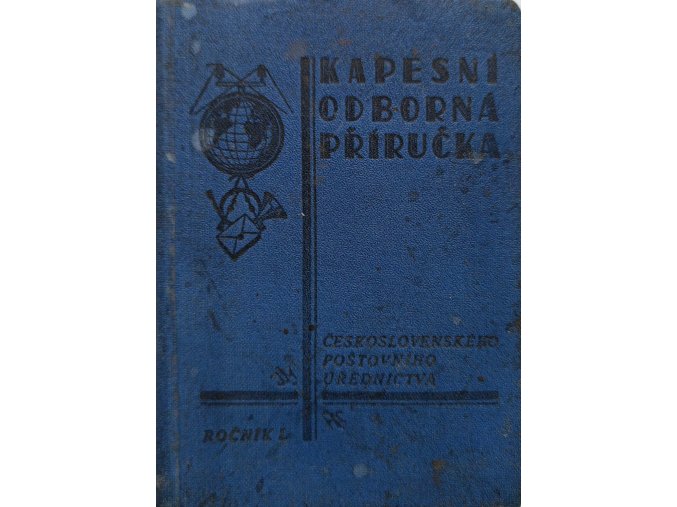 KAPESNÍ
ODBORNÁ
PŘÍRUČKA
ČESKOSLOVENSKÉHO
POŠTOVNÍHO
ÚŘEDNICTVA
ROČNÍK I.